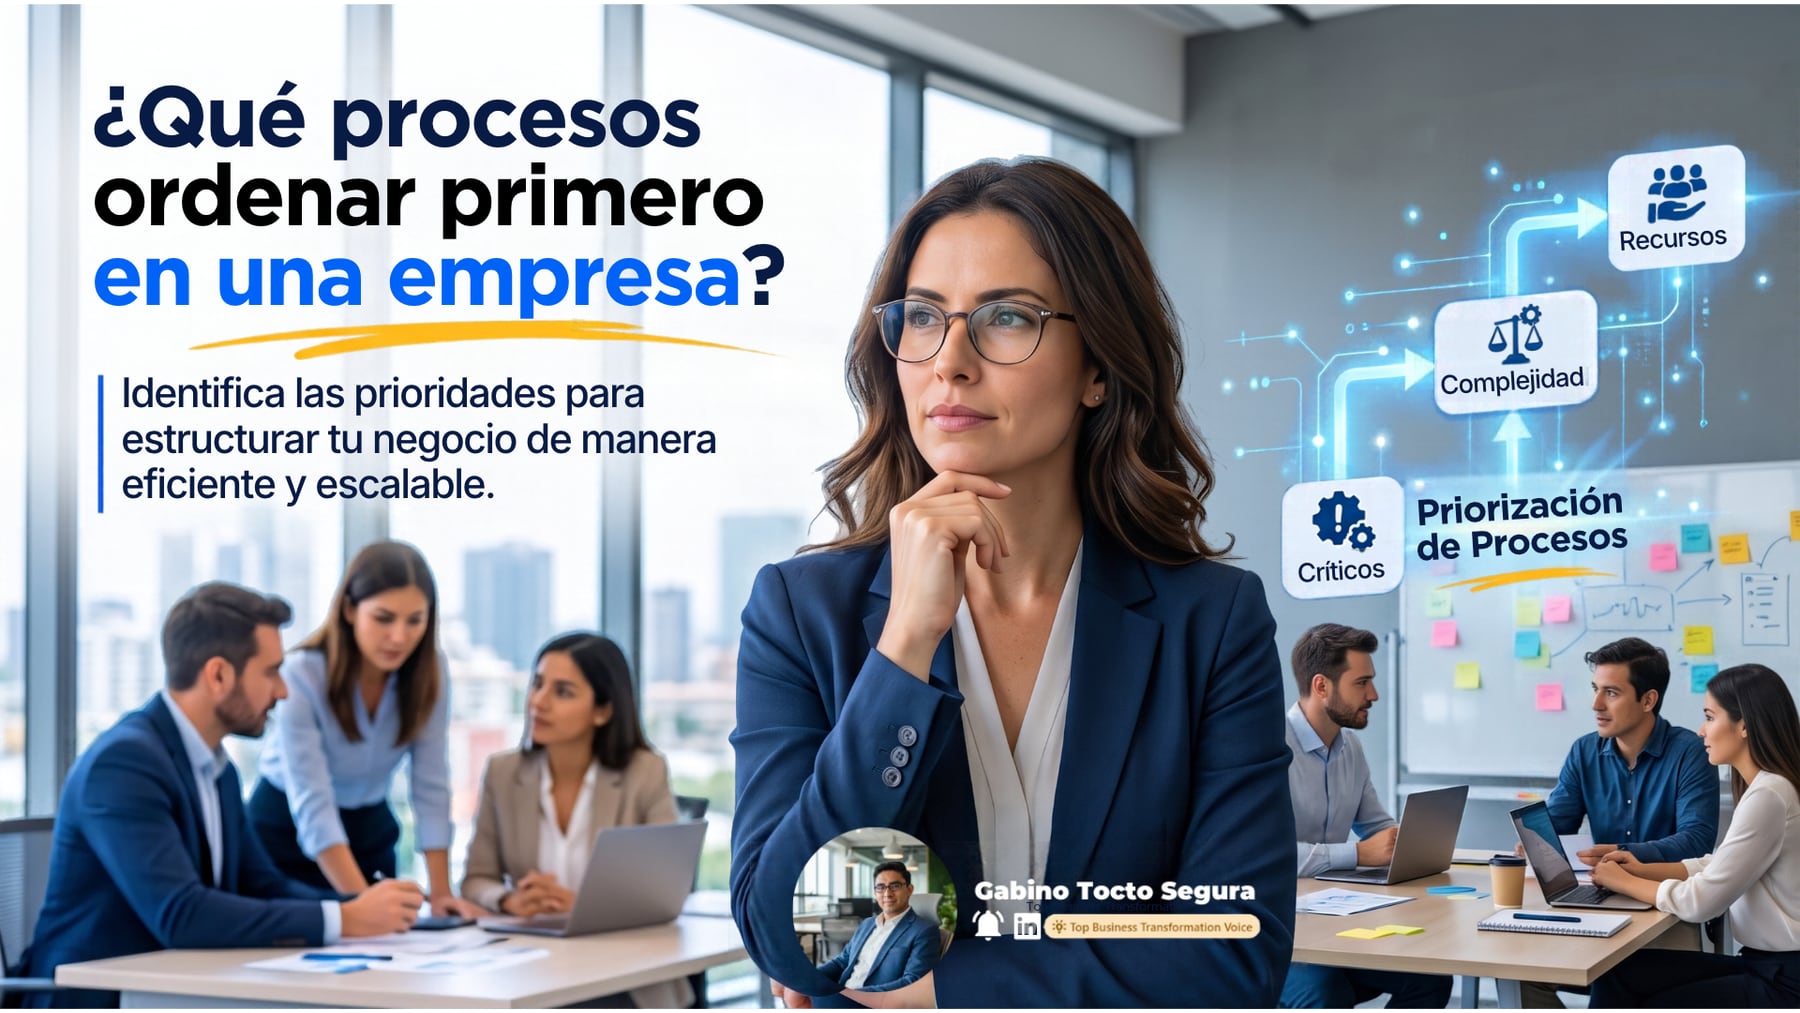 ¿Qué procesos
ordenar primero
en una empresa?
Identifica las prioridades para
estructurar tu negocio de manera
eficiente y escalable.
Recursos
Complejidad
Críticos
Priorización
de Procesos
Gabino Tocto Segura
in
Top Business Transformation Voice